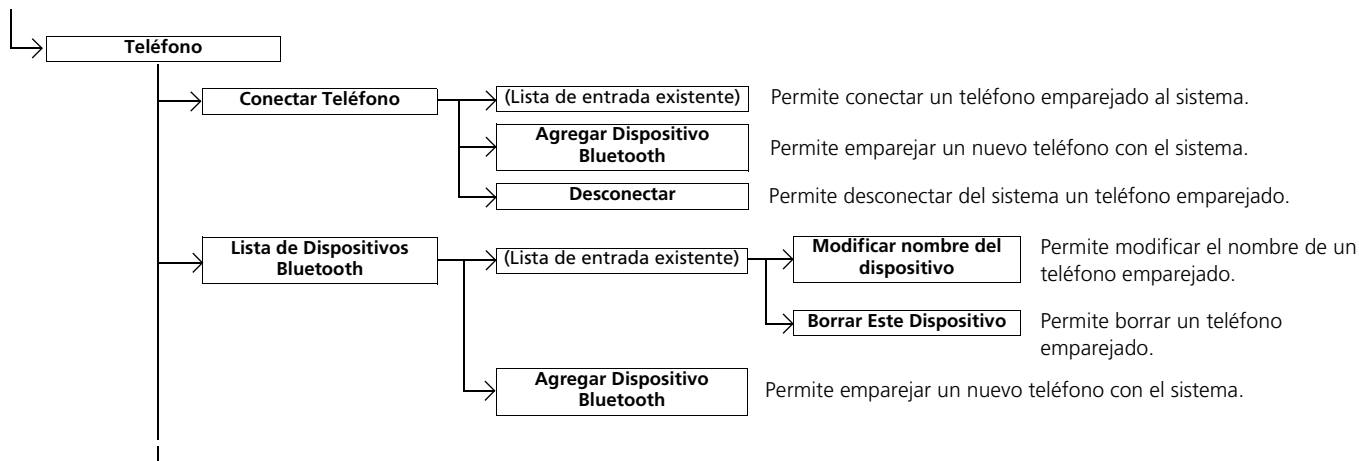 Teléfono
Conectar Teléfono
(Lista de entrada existente)
Permite conectar un teléfono emparejado al sistema.
Agregar Dispositivo
Bluetooth
Permite emparejar un nuevo teléfono con el sistema.
Desconectar
Permite desconectar del sistema un teléfono emparejado.
Lista de Dispositivos
Bluetooth
(Lista de entrada existente)
Modificar nombre del
dispositivo
Permite modificar el nombre de un
teléfono emparejado.
Borrar Este Dispositivo
Permite borrar un teléfono
emparejado.
Agregar Dispositivo
Bluetooth
Permite emparejar un nuevo teléfono con el sistema.